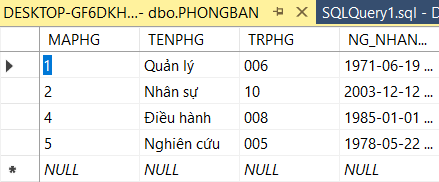 DESKTOP-GF6DKH...- dbo.PHONGBAN SQLQuery1.sql - D
MAPHG TENPHG TRPHG NG_NHAN...
1 Quản lý 006 1971-06-19 ...
2 Nhân sự 10 2003-12-12 ...
4 Điều hành 008 1985-01-01 ...
5 Nghiên cứu 005 1978-05-22 ...
NULL NULL NULL NULL